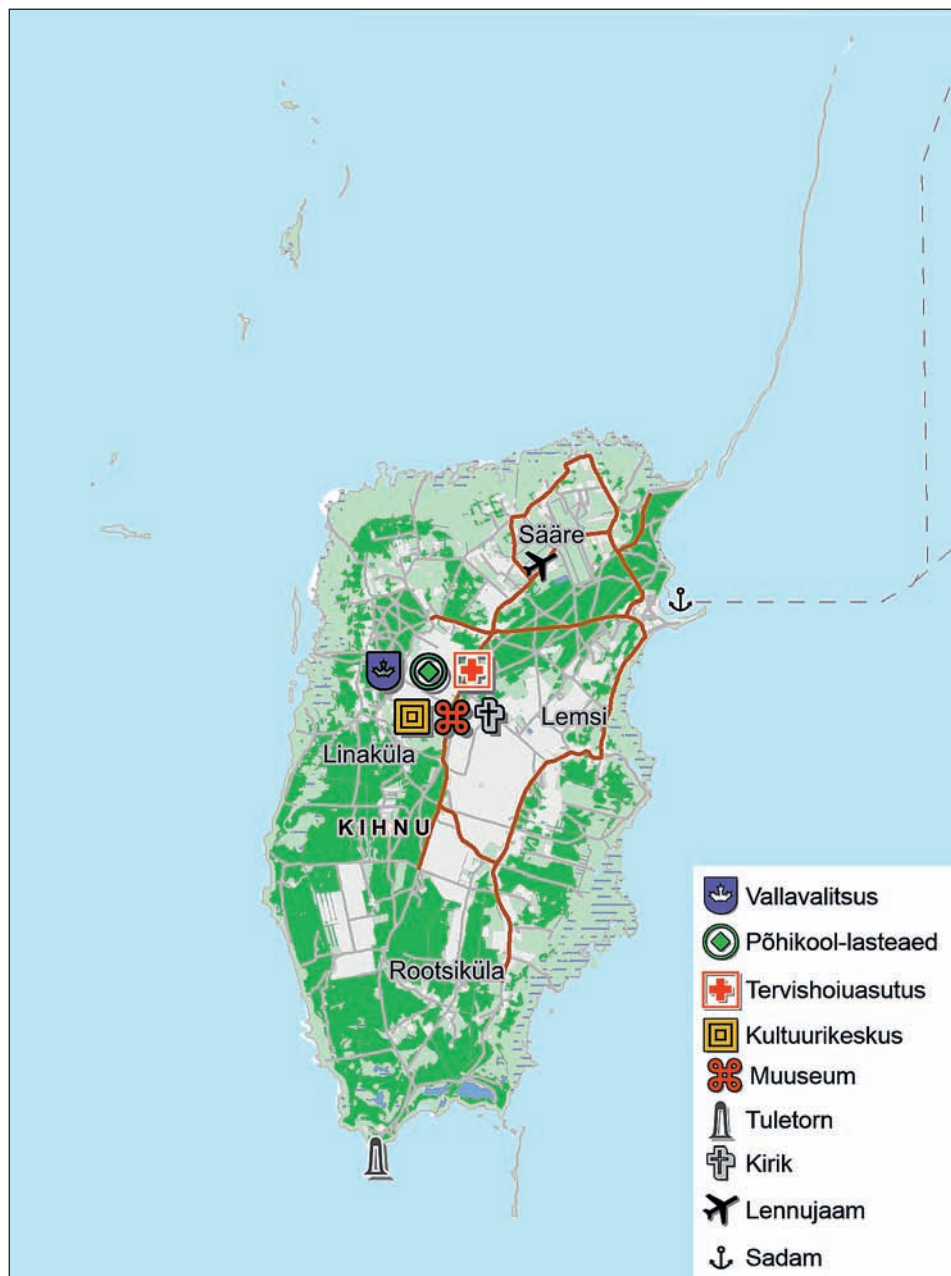 Sääre
Lemsi
Linaküla
KIHNU
Rootsiküla
Vallavalitsus
Põhikool-lasteaed
Tervishoiuasutus
Kultuurikeskus
Muuseum
Tuletorn
Kirik
Lennujaam
Sadam